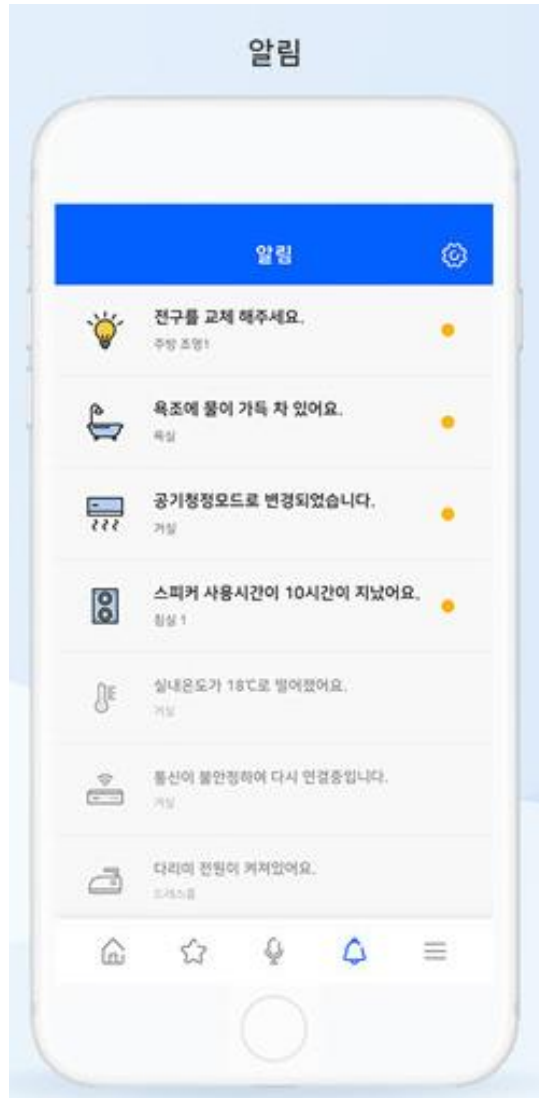 알림
알림
전구를 교체 해주세요.
주방 조명1
욕조에 물이 가득 차 있어요.
욕실
공기청정모드로 변경되었습니다.
거실
스피커 사용시간이 10시간이 지났어요.
침실 1
실내온도가 18℃로 떨어졌어요.
거실
통신이 불안정하여 다시 연결중입니다.
거실
다리미 전원이 켜져있어요.
드레스룸